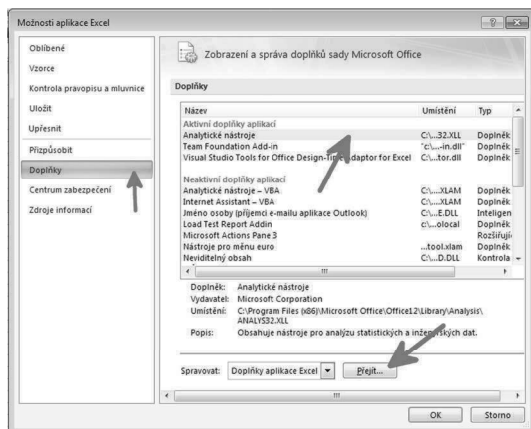 Možnosti aplikace Excel
Oblíbené
Vzorce
Kontrola pravopisu a mluvnice
Uložit
Upřesnit
Přizpůsobit
Doplňky
Centrum zabezpečení
Zdroje informací
Zobrazení a správa doplňků sady Microsoft Office
Doplňky
Název Umístění Typ
Aktivní doplňky aplikací
Analytické nástroje C:\...32.XLL Doplněk
Team Foundation Add-in "c:\...-in.dll" Doplněk
Visual Studio Tools for Office Design-Time Adaptor for Excel C:\...tor.dll Doplněk
Neaktivní doplňky aplikací
Analytické nástroje – VBA C:\...XLAM Doplněk
Internet Assistant – VBA C:\...XLAM Doplněk
Jméno osoby (příjemci e-mailu aplikace Outlook) C:\...E.DLL Inteligen
Load Test Report Addin c:\...olocal Doplněk
Microsoft Actions Pane 3 Rozšiřujíc
Nástroje pro měnu euro ...tool.xlam Doplněk
Neviditelný obsah C:\...D.DLL Kontrola
Doplněk: Analytické nástroje
Vydavatel: Microsoft Corporation
Umístění: C:\Program Files (x86)\Microsoft Office\Office12\Library\Analysis\
ANALYS32.XLL
Popis: Obsahuje nástroje pro analýzu statistických a inženýrských dat.
Spravovat: Doplňky aplikace Excel Přejít...
OK Storno